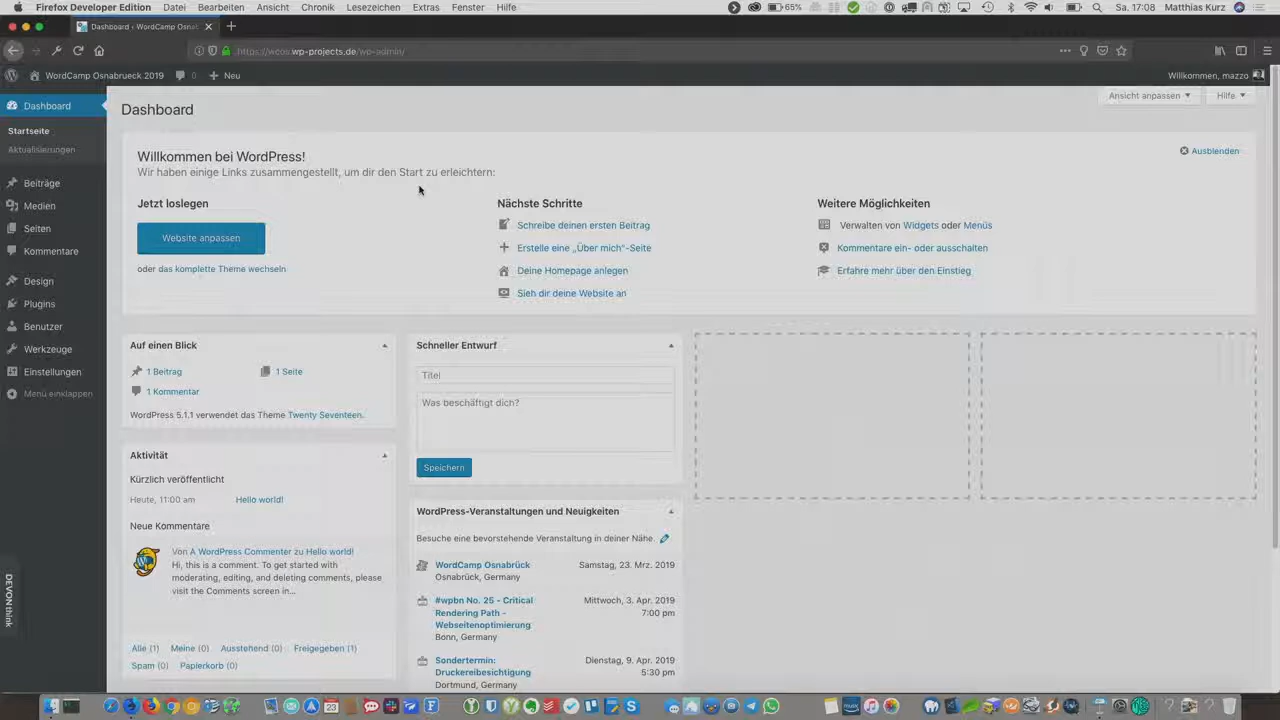 Firefox Developer Edition Datei Bearbeiten Ansicht Chronik Lesezeichen Extras Fenster Hilfe 65% Sa. 17:08 Matthias Kurz
Dashboard ‹ WordCamp Osnab
https://wcos.wp-projects.de/wp-admin/
WordCamp Osnabrueck 2019 0 Neu Willkommen, mazzo
Dashboard
Startseite
Aktualisierungen
Beiträge
Medien
Seiten
Kommentare
Design
Plugins
Benutzer
Werkzeuge
Einstellungen
Menü einklappen
Dashboard
Ansicht anpassen Hilfe
Willkommen bei WordPress!
Ausblenden
Wir haben einige Links zusammengestellt, um dir den Start zu erleichtern:
Jetzt loslegen
Website anpassen
oder das komplette Theme wechseln
Nächste Schritte
Schreibe deinen ersten Beitrag
Erstelle eine „Über mich“-Seite
Deine Homepage anlegen
Sieh dir deine Website an
Weitere Möglichkeiten
Verwalten von Widgets oder Menüs
Kommentare ein- oder ausschalten
Erfahre mehr über den Einstieg
Auf einen Blick
1 Beitrag 1 Seite
1 Kommentar
WordPress 5.1.1 verwendet das Theme Twenty Seventeen.
Aktivität
Kürzlich veröffentlicht
Heute, 11:00 am Hello world!
Neue Kommentare
Von A WordPress Commenter zu Hello world!
Hi, this is a comment. To get started with
moderating, editing, and deleting comments, please
visit the Comments screen in...
Alle (1) Meine (0) Ausstehend (0) Freigegeben (1)
Spam (0) Papierkorb (0)
Schneller Entwurf
Titel
Was beschäftigt dich?
Speichern
WordPress-Veranstaltungen und Neuigkeiten
Besuche eine bevorstehende Veranstaltung in deiner Nähe.
WordCamp Osnabrück Samstag, 23. Mrz. 2019
Osnabrück, Germany
#wpbn No. 25 - Critical Mittwoch, 3. Apr. 2019
Rendering Path - 7:00 pm
Webseitenoptimierung
Bonn, Germany
Sondertermin: Dienstag, 9. Apr. 2019
Druckereibesichtigung 5:30 pm
Dortmund, Germany
DEVONthink